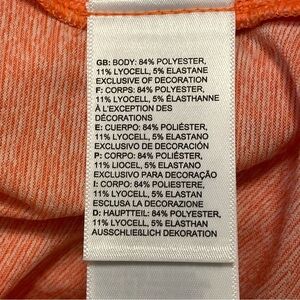 GB: BODY: 84% POLYESTER,
11% LYOCELL, 5% ELASTANE
EXCLUSIVE OF DECORATION
F: CORPS: 84% POLYESTER,
11% LYOCELL, 5% ÉLASTHANNE
À L'EXCEPTION DES
DÉCORATIONS
E: CUERPO: 84% POLIÉSTER,
11% LYOCELL, 5% ELASTANO
EXCLUSIVO DE DECORACIÓN
P: CORPO: 84% POLIÉSTER,
11% LIOCEL, 5% ELASTANO
EXCLUSIVO PARA DECORAÇÃO
I: CORPO: 84% POLIESTERE,
11% LYOCELL, 5% ELASTAN
ESCLUSA LA DECORAZIONE
D: HAUPTTEIL: 84% POLYESTER,
11% LYOCELL, 5% ELASTHAN
AUSSCHLIEßLICH DEKORATION